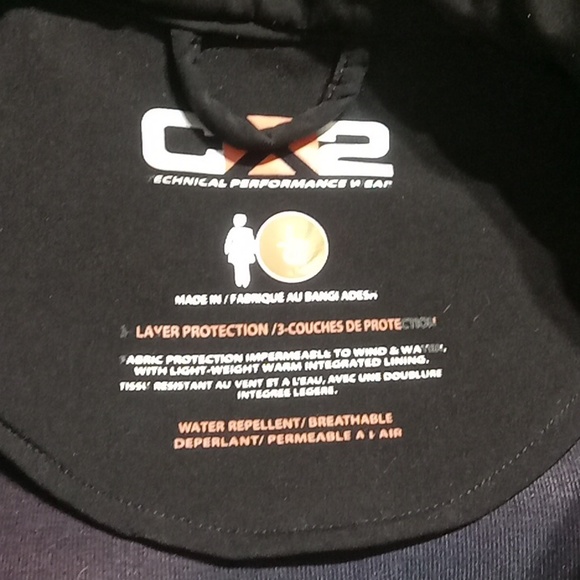 CX2
TECHNICAL PERFORMANCE WEAR
MADE IN / FABRIQUE AU BANGLADESH
3- LAYER PROTECTION /3-COUCHES DE PROTECTION
FABRIC PROTECTION IMPERMEABLE TO WIND & WATER,
WITH LIGHT-WEIGHT WARM INTEGRATED LINING.
TISSU RESISTANT AU VENT ET A L'EAU, AVEC UNE DOUBLURE
INTEGREE LEGERE.
WATER REPELLENT/ BREATHABLE
DEPERLANT/ PERMEABLE A L'AIR